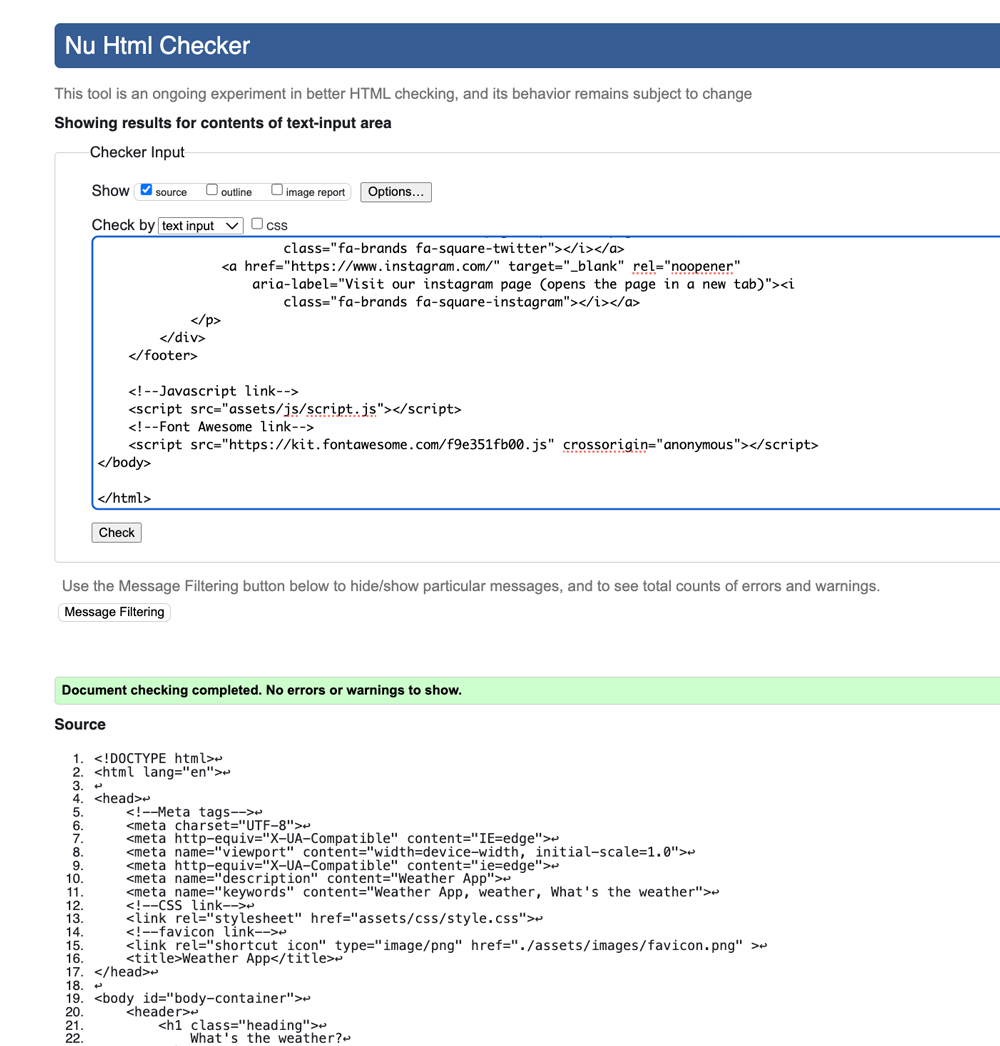 Nu Html Checker
This tool is an ongoing experiment in better HTML checking, and its behavior remains subject to change
Showing results for contents of text-input area
Checker Input
Show source outline image report Options...
Check by text input css
class="fa-brands fa-square-twitter"></i></a>
<a href="https://www.instagram.com/" target="_blank" rel="noopener"
aria-label="Visit our instagram page (opens the page in a new tab)"><i
class="fa-brands fa-square-instagram"></i></a>
</p>
</div>
</footer>
<!--Javascript link-->
<script src="assets/js/script.js"></script>
<!--Font Awesome link-->
<script src="https://kit.fontawesome.com/f9e351fb00.js" crossorigin="anonymous"></script>
</body>
</html>
Check
Use the Message Filtering button below to hide/show particular messages, and to see total counts of errors and warnings.
Message Filtering
Document checking completed. No errors or warnings to show.
Source
1. <!DOCTYPE html>↩
2. <html lang="en">↩
3. ↩
4. <head>↩
5. <!--Meta tags-->↩
6. <meta charset="UTF-8">↩
7. <meta http-equiv="X-UA-Compatible" content="IE=edge">↩
8. <meta name="viewport" content="width=device-width, initial-scale=1.0">↩
9. <meta http-equiv="X-UA-Compatible" content="ie=edge">↩
10. <meta name="description" content="Weather App">↩
11. <meta name="keywords" content="Weather App, weather, What's the weather">↩
12. <!--CSS link-->↩
13. <link rel="stylesheet" href="assets/css/style.css">↩
14. <!--favicon link-->↩
15. <link rel="shortcut icon" type="image/png" href="./assets/images/favicon.png" >↩
16. <title>Weather App</title>↩
17. </head>↩
18. ↩
19. <body id="body-container">↩
20. <header>↩
21. <h1 class="heading">↩
22. What's the weather?↩